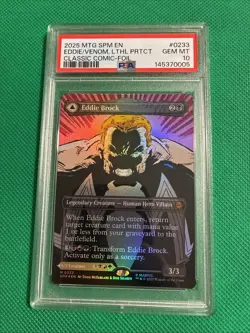 2025 MTG SPM EN #0233
EDDIE/VENOM, LTHL PRTCT GEM MT
CLASSIC COMIC-FOIL 10
PSA 145370005
Eddie Brock
Legendary Creature — Human Hero Villain
When Eddie Brock enters, return
target creature card with mana value
1 or less from your graveyard to the
battlefield.
Transform Eddie Brock.
Activate only as a sorcery.
M 0233
3/3